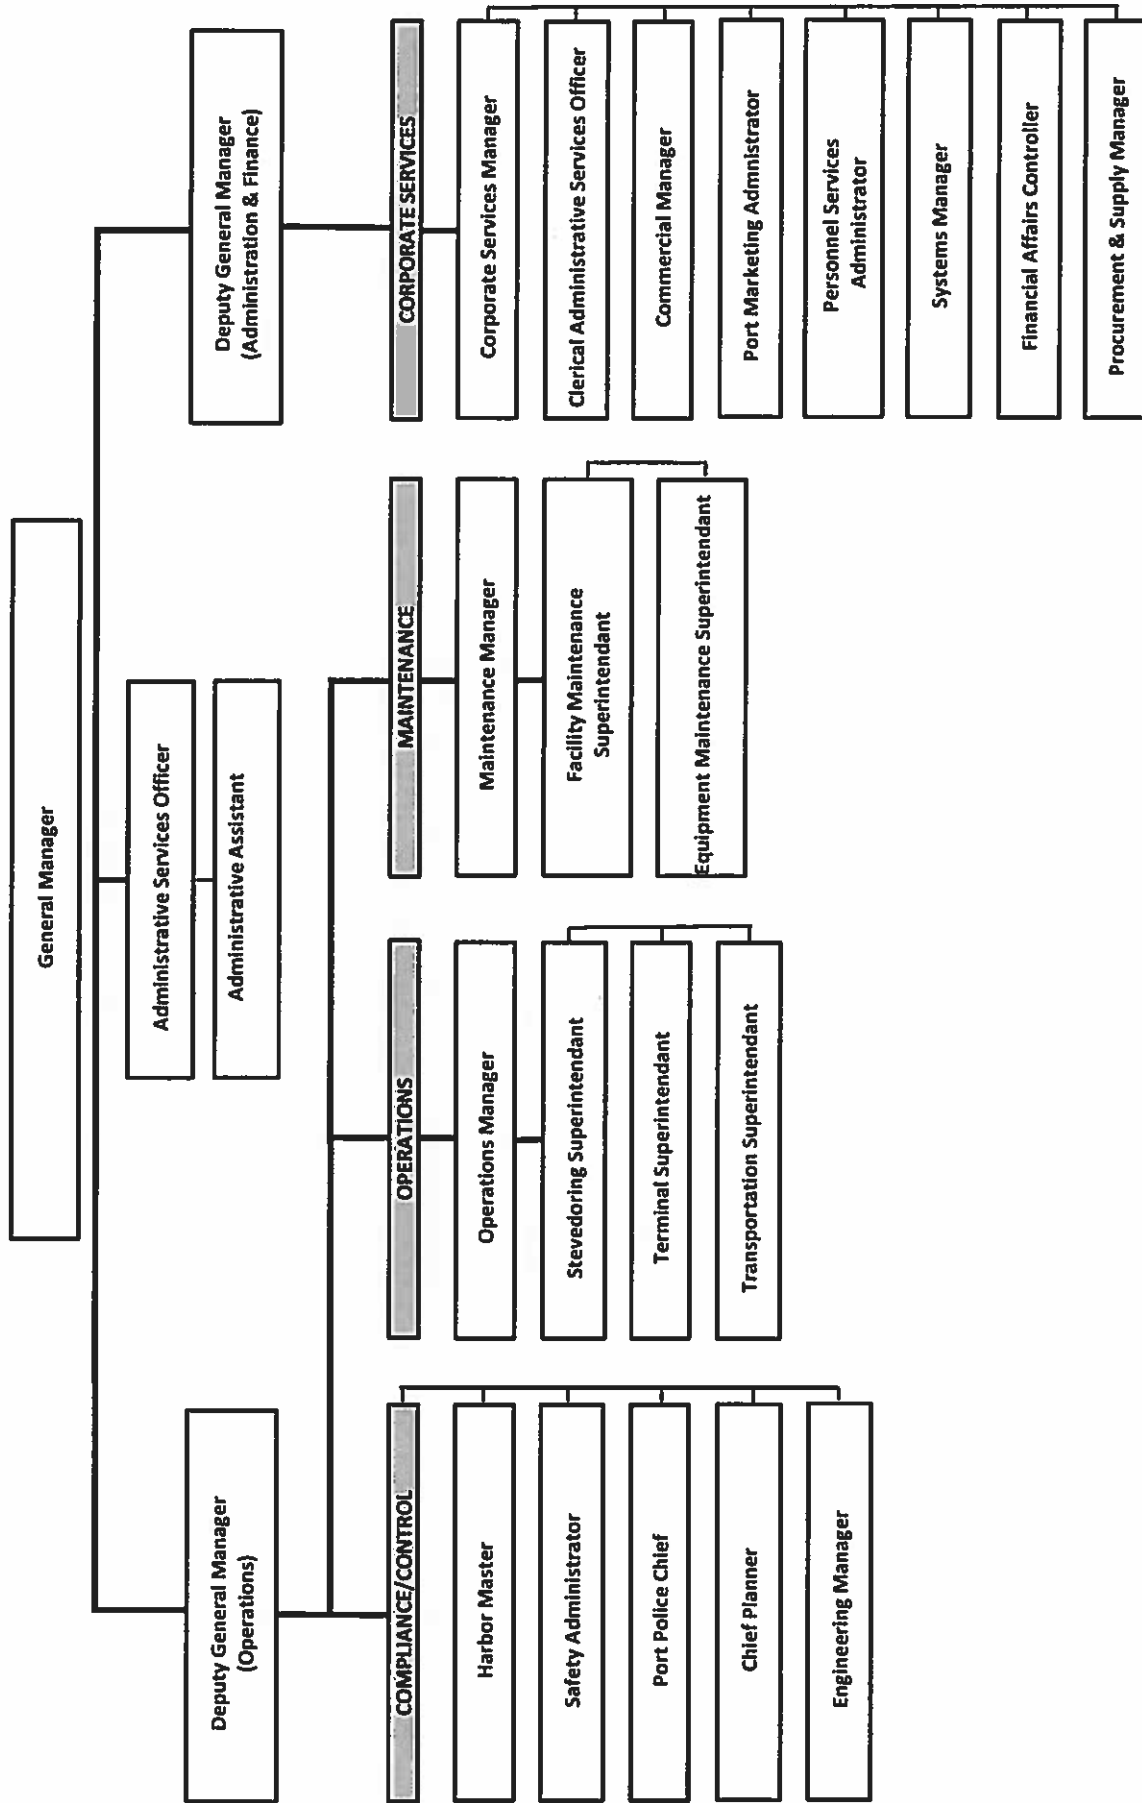 General Manager
Administrative Services Officer
Administrative Assistant
Deputy General Manager
(Operations)
Deputy General Manager
(Administration & Finance)
COMPLIANCE/CONTROL
Harbor Master
Safety Administrator
Port Police Chief
Chief Planner
Engineering Manager
OPERATIONS
Operations Manager
Stevedoring Superintendant
Terminal Superintendant
Transportation Superintendant
MAINTENANCE
Maintenance Manager
Facility Maintenance
Superintendant
Equipment Maintenance Superintendant
CORPORATE SERVICES
Corporate Services Manager
Clerical Administrative Services Officer
Commercial Manager
Port Marketing Admnistrator
Personnel Services
Administrator
Systems Manager
Financial Affairs Controller
Procurement & Supply Manager